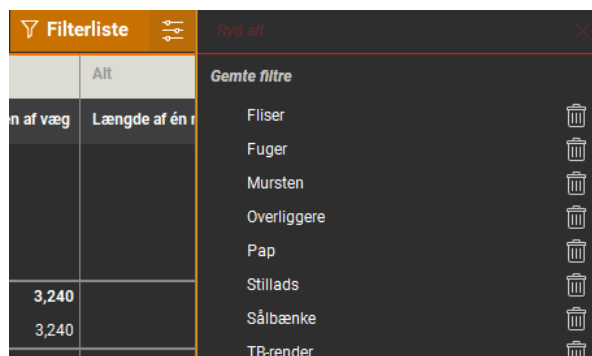 Filterliste
Ryd alt
Alt
Gemte filtre
n af væg
Længde af én
Fliser
Fuger
Mursten
Overliggere
Pap
Stillads
3,240
Sålbænke
3,240
TB-render